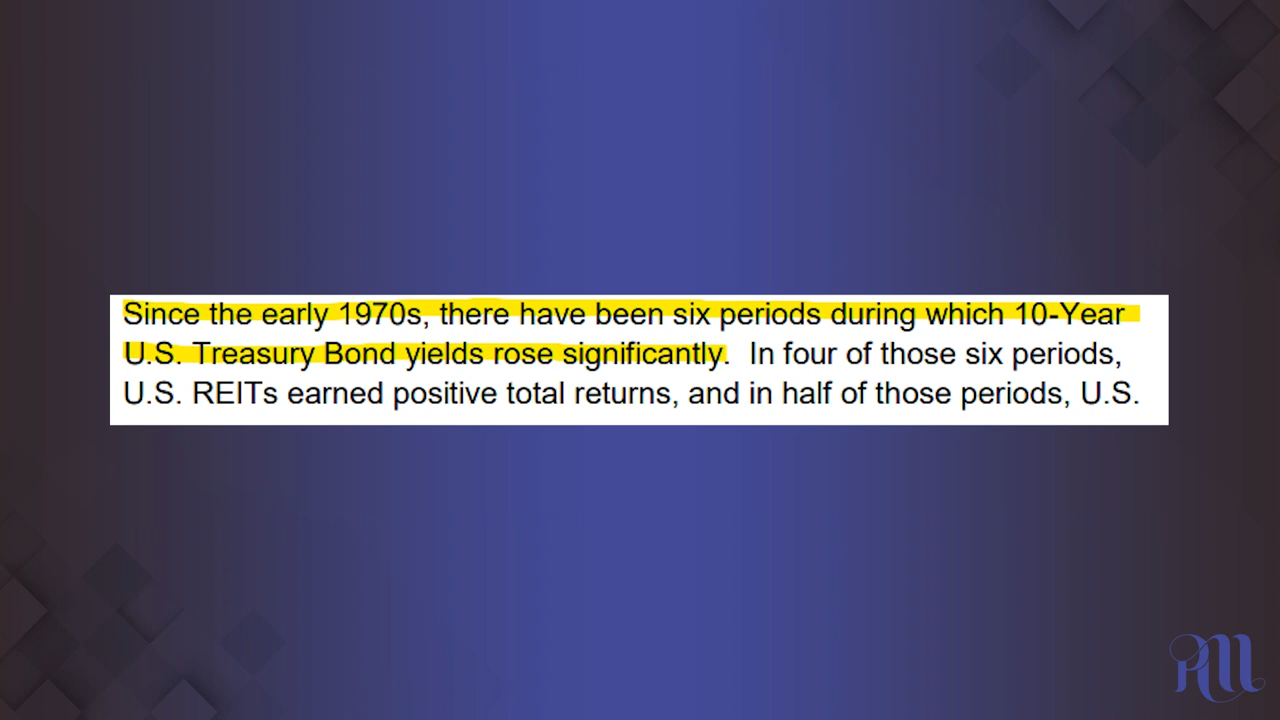 Since the early 1970s, there have been six periods during which 10-Year
U.S. Treasury Bond yields rose significantly.  In four of those six periods,
U.S. REITs earned positive total returns, and in half of those periods, U.S.